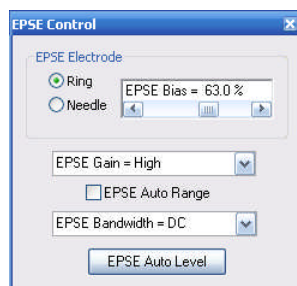 EPSE Control
EPSE Electrode
Ring
EPSE Bias = 63.0 %
Needle
EPSE Gain = High
EPSE Auto Range
EPSE Bandwidth = DC
EPSE Auto Level